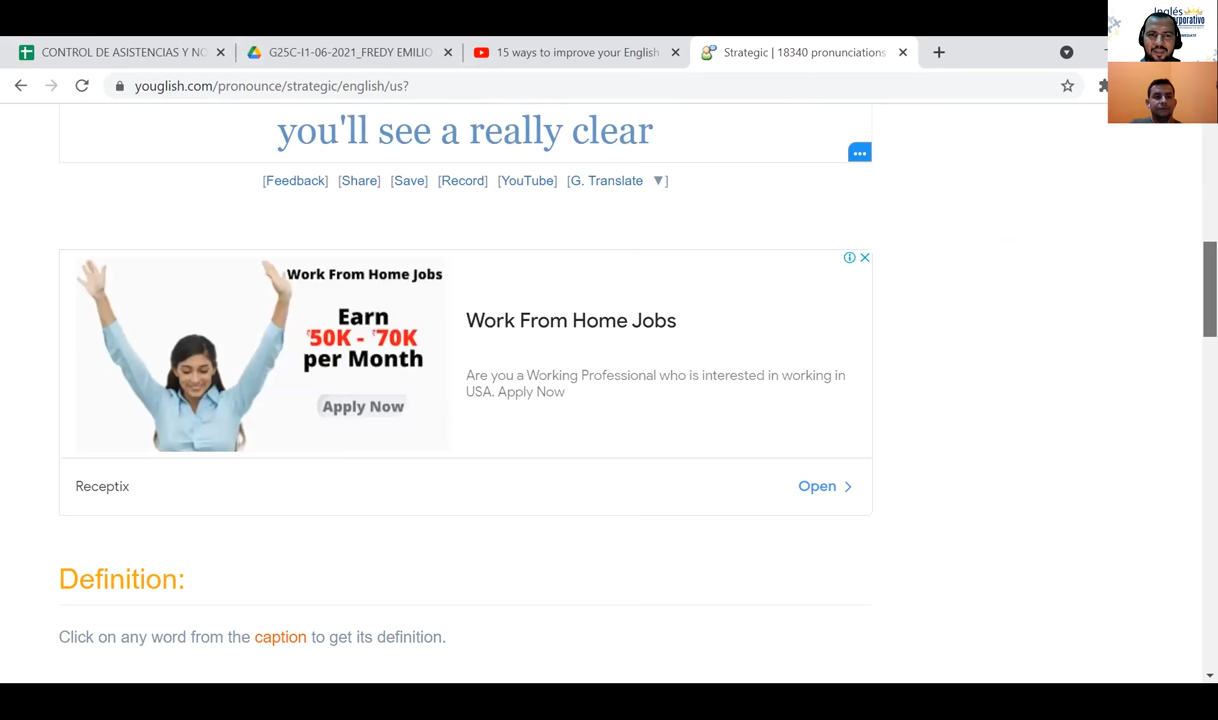 Inglés
orporativo
CONTROL DE ASISTENCIAS Y NO
G25C-I1-06-2021_FREDY EMILIO
15 ways to improve your English
Strategic | 18340 pronunciations
youglish.com/pronounce/strategic/english/us?
you'll see a really clear
[Feedback] [Share] [Save] [Record] [YouTube] [G. Translate ▼]
Work From Home Jobs
Earn
₹50K - ₹70K
per Month
Apply Now
Work From Home Jobs
Are you a Working Professional who is interested in working in
USA. Apply Now
Receptix
Open
Definition:
Click on any word from the caption to get its definition.